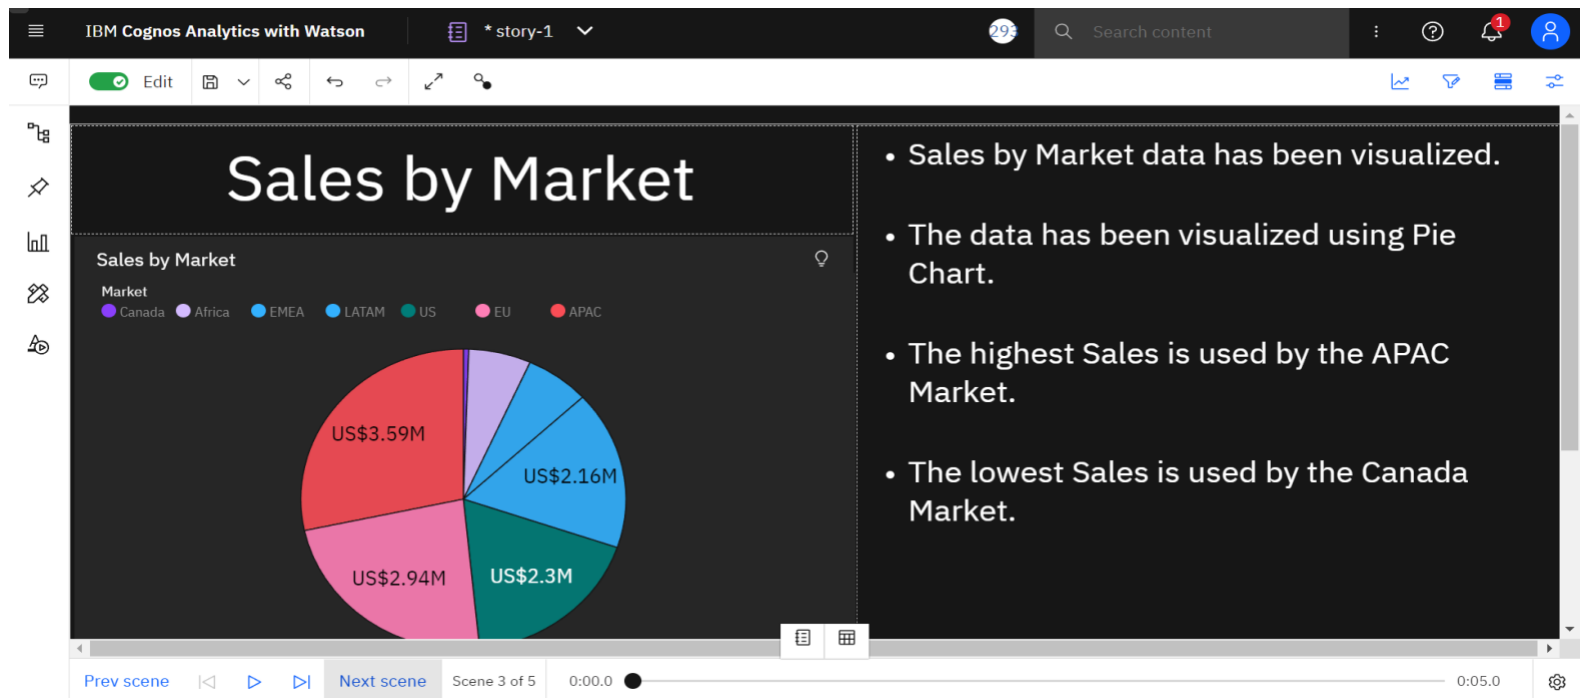 IBM Cognos Analytics with Watson
* story-1
293
Search content
1
Edit
Sales by Market
Sales by Market
Market
Canada Africa EMEA LATAM US EU APAC
US$3.59M
US$2.16M
US$2.94M
US$2.3M
• Sales by Market data has been visualized.
• The data has been visualized using Pie
Chart.
• The highest Sales is used by the APAC
Market.
• The lowest Sales is used by the Canada
Market.
Prev scene
Next scene
Scene 3 of 5
0:00.0
0:05.0